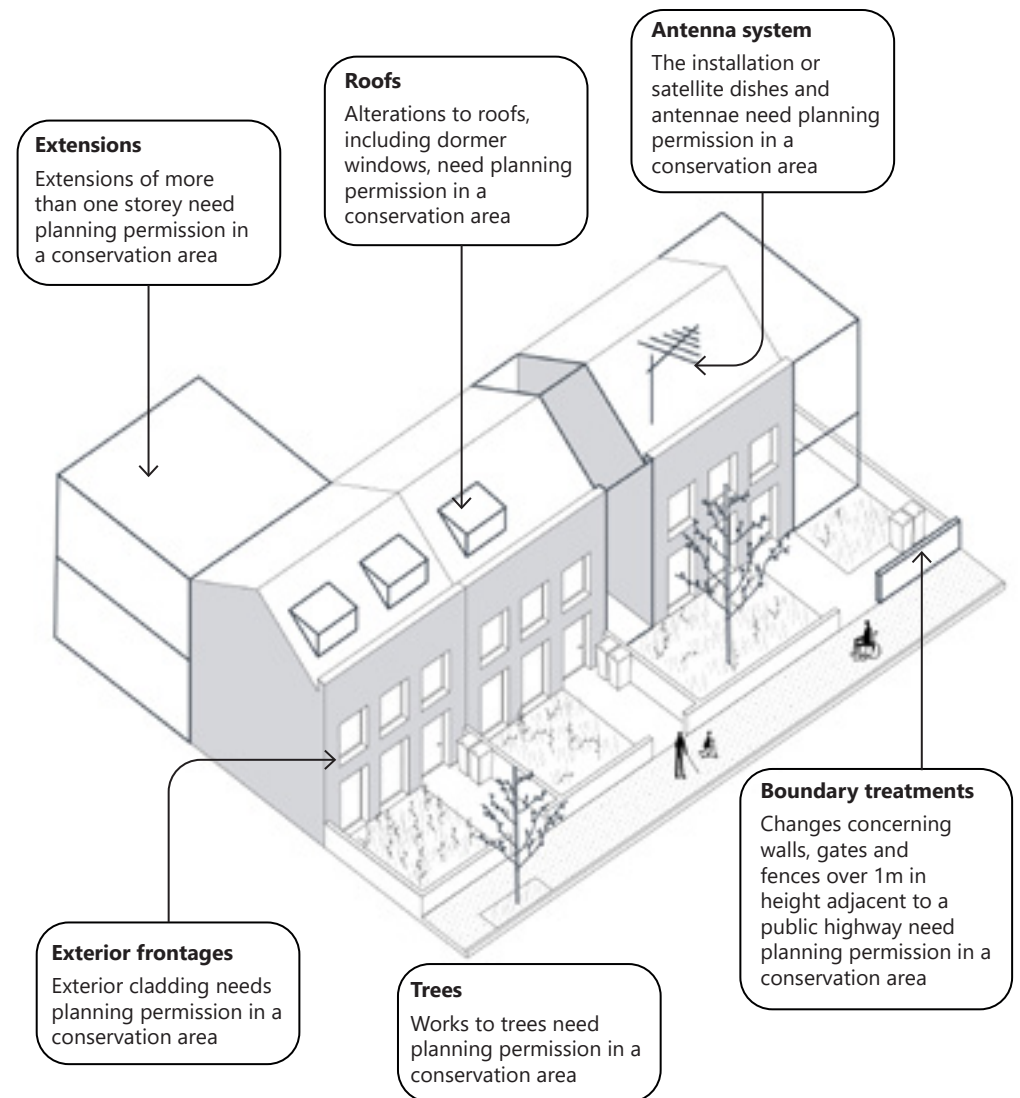 Antenna system
The installation or
satellite dishes and
antennae need planning
permission in a
conservation area
Roofs
Alterations to roofs,
including dormer
windows, need planning
permission in a
conservation area
Extensions
Extensions of more
than one storey need
planning permission in
a conservation area
Boundary treatments
Changes concerning
walls, gates and
fences over 1m in
height adjacent to a
public highway need
planning permission in a
conservation area
Exterior frontages
Exterior cladding needs
planning permission in a
conservation area
Trees
Works to trees need
planning permission in a
conservation area